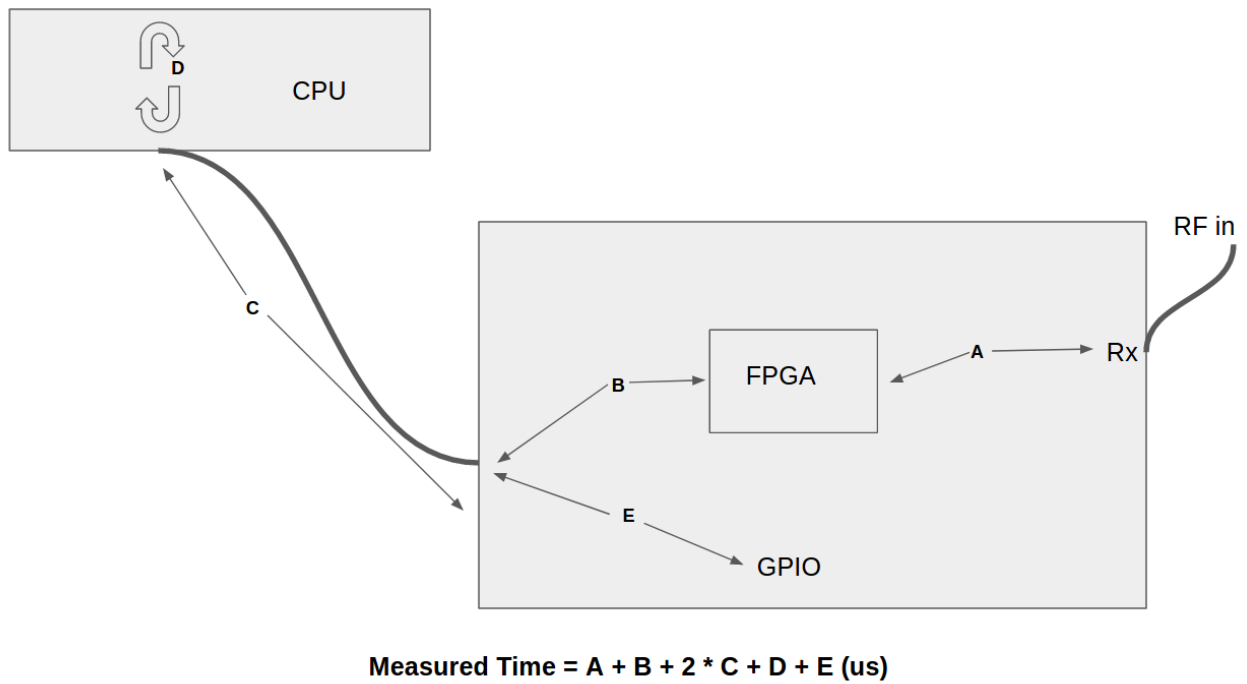 D
CPU
RF in
C
A
Rx
FPGA
B
E
GPIO
Measured Time = A + B + 2 * C + D + E (us)